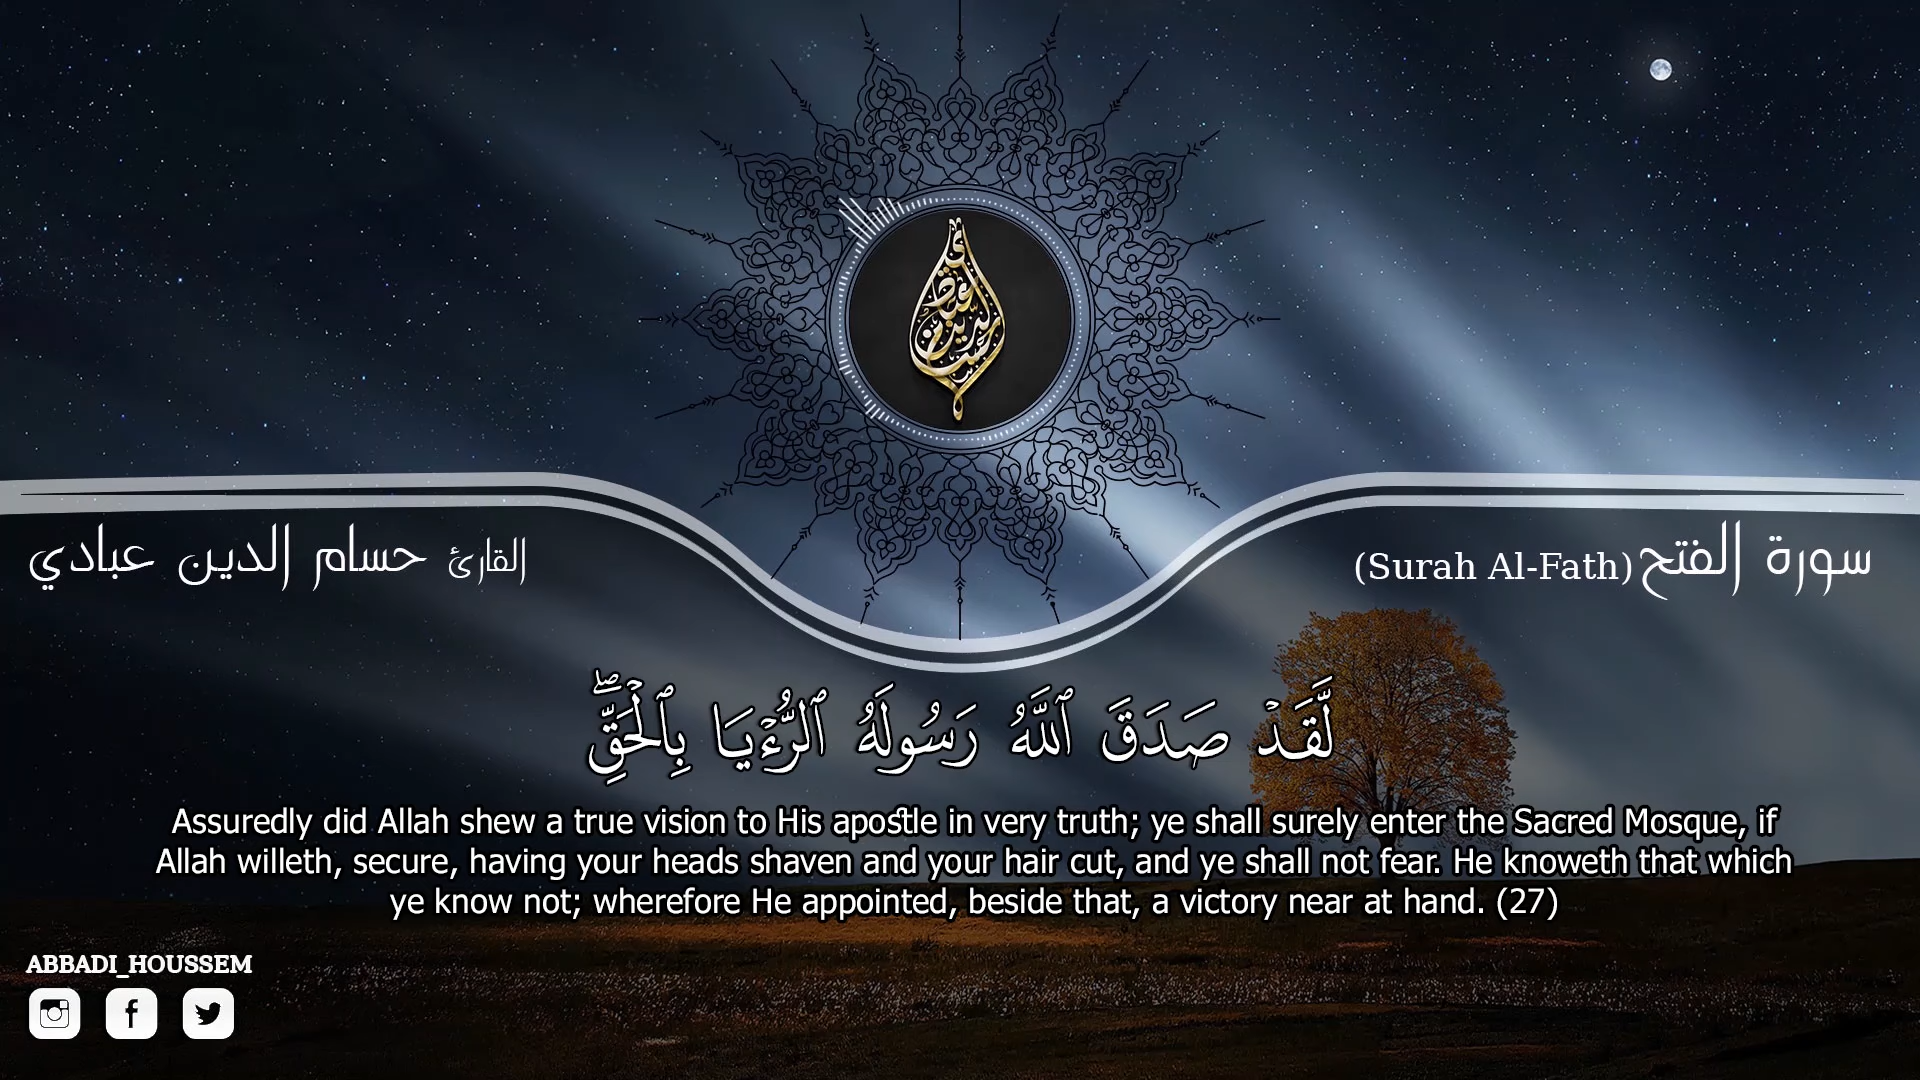 القارئ حسام الدين عبادي
سورة الفتح (Surah Al-Fath)
لَّقَدْ صَدَقَ ٱللَّهُ رَسُولَهُ ٱلرُّءْيَا بِٱلْحَقِّ ۖ
Assuredly did Allah shew a true vision to His apostle in very truth; ye shall surely enter the Sacred Mosque, if
Allah willeth, secure, having your heads shaven and your hair cut, and ye shall not fear. He knoweth that which
ye know not; wherefore He appointed, beside that, a victory near at hand. (27)
ABBADI_HOUSSEM